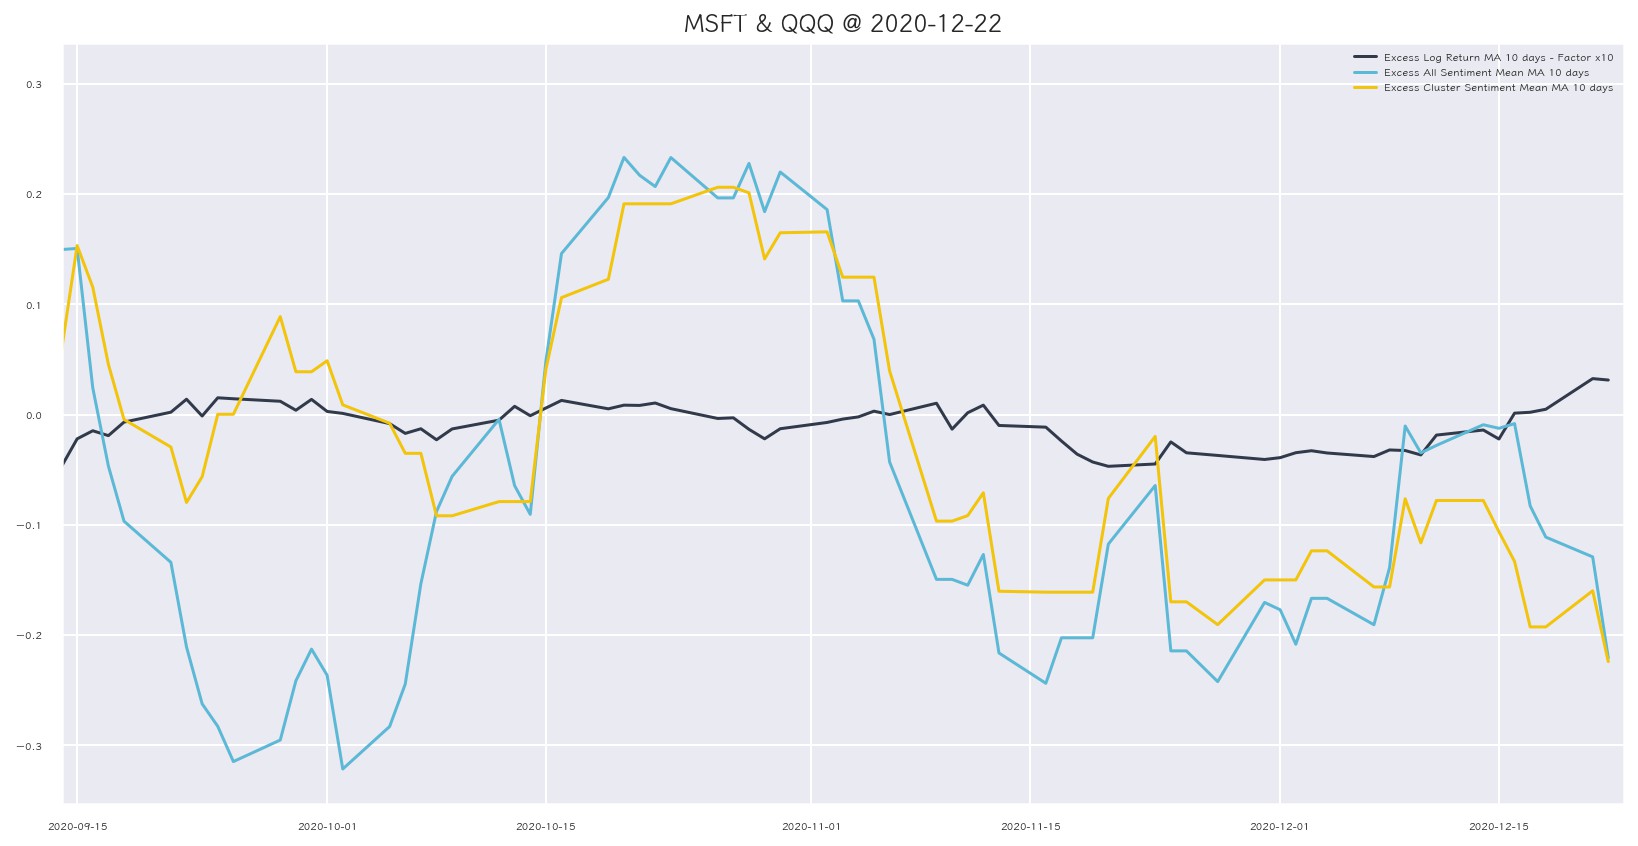 MSFT & QQQ @ 2020-12-22
Excess Log Return MA 10 days - Factor x10
Excess All Sentiment Mean MA 10 days
Excess Cluster Sentiment Mean MA 10 days
0.3
0.2
0.1
0.0
−0.1
−0.2
−0.3
2020-09-15 2020-10-01 2020-10-15 2020-11-01 2020-11-15 2020-12-01 2020-12-15